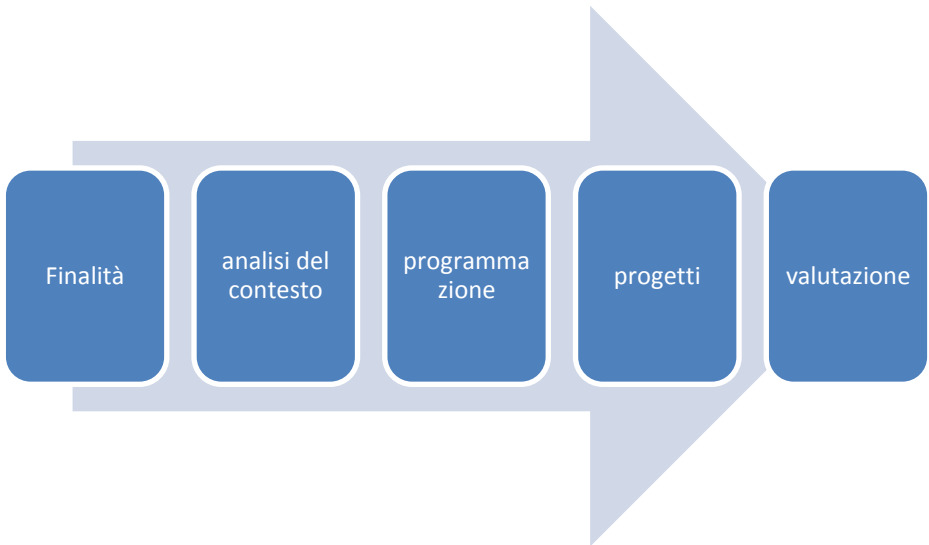 Finalità
analisi del
contesto
programma
zione
progetti
valutazione